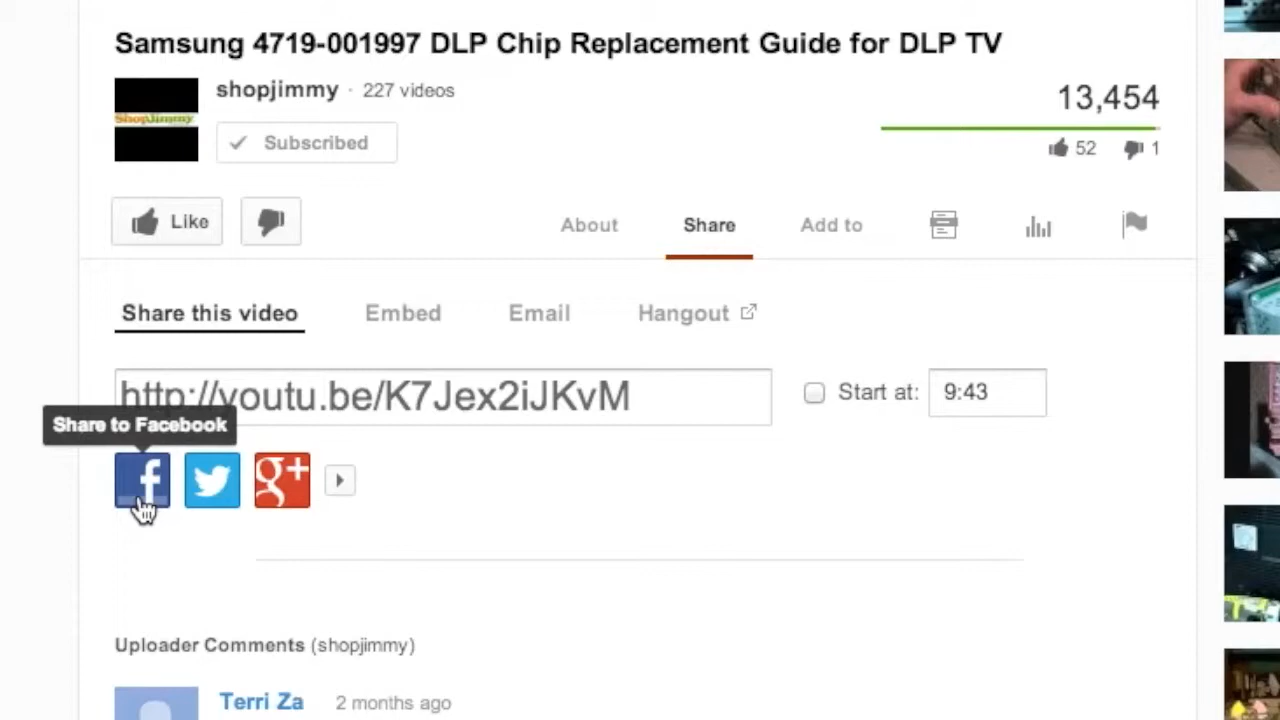 Samsung 4719-001997 DLP Chip Replacement Guide for DLP TV
shopjimmy · 227 videos
ShopJimmy
Subscribed
13,454
52 1
Like
About Share Add to
Share this video Embed Email Hangout
http://youtu.be/K7Jex2iJKvM
Start at: 9:43
Share to Facebook
f g+
Uploader Comments (shopjimmy)
Terri Za 2 months ago